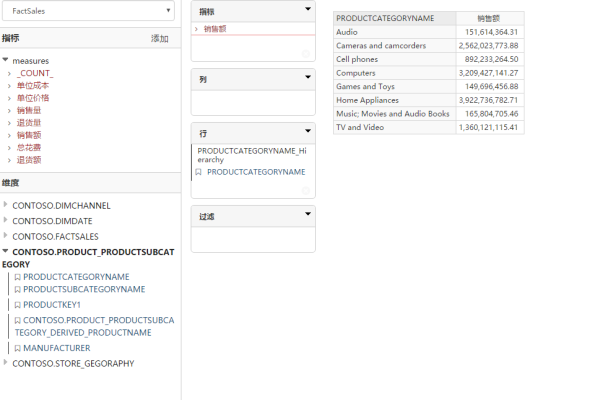 FactSales
指标 添加
measures
_COUNT_
单位成本
单位价格
销售量
退货量
销售额
总花费
退货额
维度
CONTOSO.DIMCHANNEL
CONTOSO.DIMDATE
CONTOSO.FACTSALES
CONTOSO.PRODUCT_PRODUCTSUBCAT
EGORY
PRODUCTCATEGORYNAME
PRODUCTSUBCATEGORYNAME
PRODUCTKEY1
CONTOSO.PRODUCT_PRODUCTSUBCA
TEGORY_DERIVED_PRODUCTNAME
MANUFACTURER
CONTOSO.STORE_GEGORAPHY
指标
销售额
列
行
PRODUCTCATEGORYNAME_Hi
erarchy
PRODUCTCATEGORYNAME
过滤
PRODUCTCATEGORYNAME 销售额
Audio 151,614,364.31
Cameras and camcorders 2,562,023,773.88
Cell phones 892,233,264.50
Computers 3,209,427,141.27
Games and Toys 149,696,456.88
Home Appliances 3,922,736,782.71
Music; Movies and Audio Books 165,804,705.46
TV and Video 1,360,121,115.41